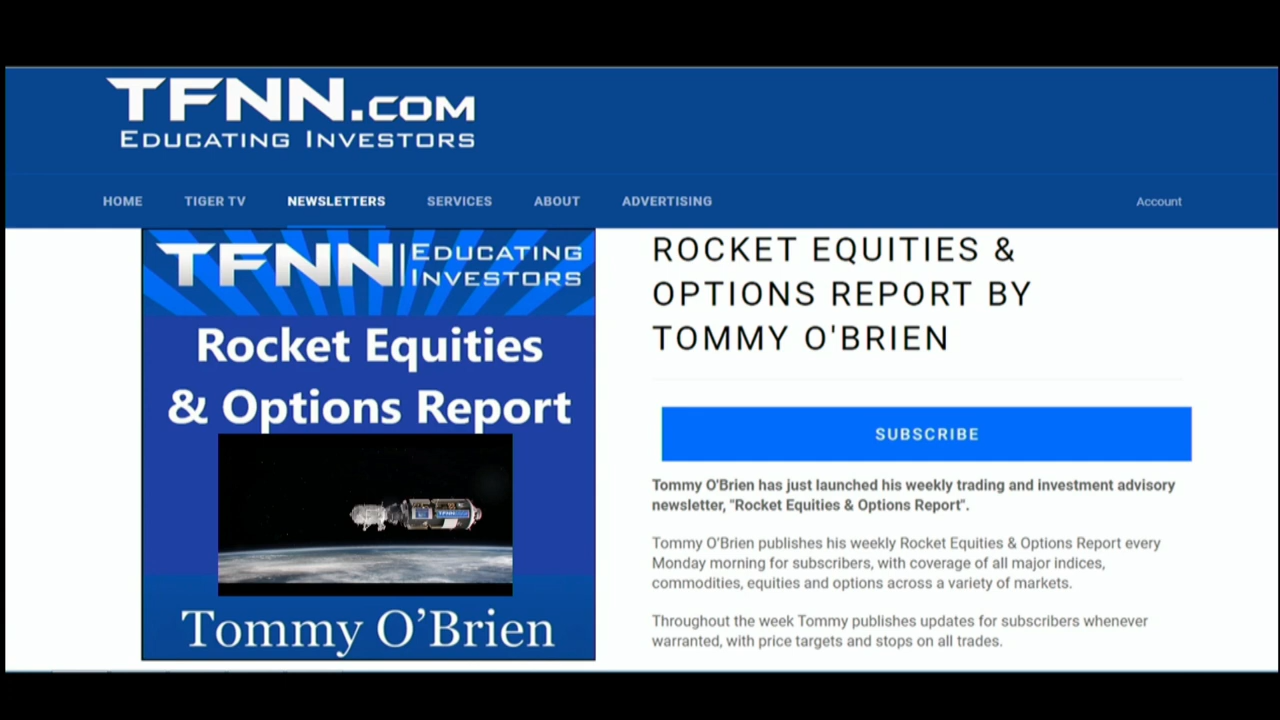 TFNN.COM
EDUCATING INVESTORS
HOME TIGER TV NEWSLETTERS SERVICES ABOUT ADVERTISING Account
TFNN EDUCATING
INVESTORS
Rocket Equities
& Options Report
TFNN
Tommy O’Brien
ROCKET EQUITIES &
OPTIONS REPORT BY
TOMMY O'BRIEN
SUBSCRIBE
Tommy O'Brien has just launched his weekly trading and investment advisory
newsletter, "Rocket Equities & Options Report".
Tommy O'Brien publishes his weekly Rocket Equities & Options Report every
Monday morning for subscribers, with coverage of all major indices,
commodities, equities and options across a variety of markets.
Throughout the week Tommy publishes updates for subscribers whenever
warranted, with price targets and stops on all trades.